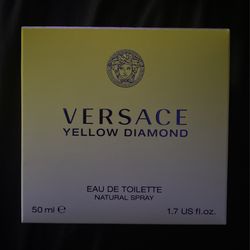 VERSACE
YELLOW DIAMOND
EAU DE TOILETTE
NATURAL SPRAY
50 ml ℮ 1.7 US fl.oz.